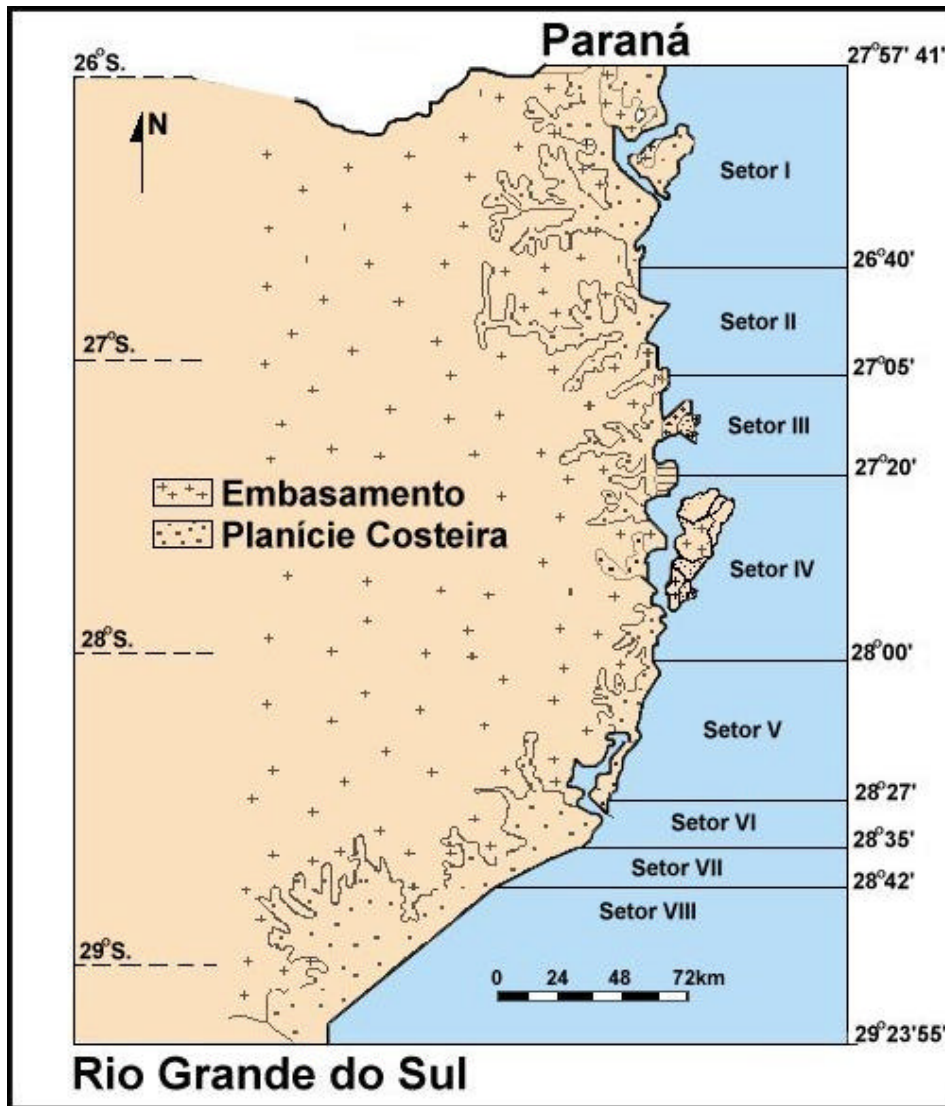 Paraná
26°S.
27°57' 41
N
Setor I
26°40'
Setor II
27°S.
27°05'
Setor III
27°20'
Embasamento
Planície Costeira
Setor IV
28°S.
28°00'
Setor V
28°27'
Setor VI
28°35'
Setor VII
28°42'
Setor VIII
29°S.
0 24 48 72km
29°23'55'
Rio Grande do Sul